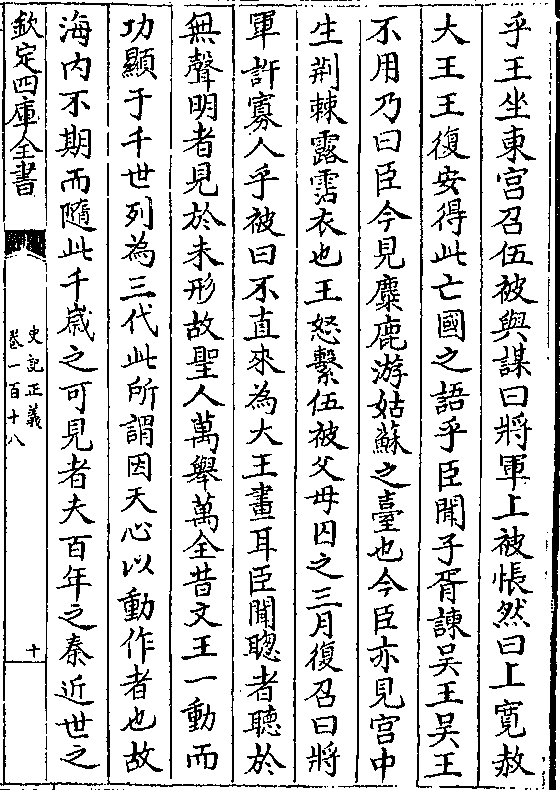 乎王坐東宮召伍被與謀曰將軍上被悵然曰上寬赦
大王王復安得此亡國之語乎臣聞子胥諫吳王吳王
不用乃曰臣今見麋鹿游姑蘇之臺也今臣亦見宮中
生荆棘露霑衣也王怒繫伍被父母囚之三月復召曰將
軍許寡人乎被曰不直來為大王畫耳臣聞聰者聽於
無聲明者見於未形故聖人萬舉萬全昔文王一動而
功顯于千世列為三代此所謂因天心以動作者也故
海内不期而隨此千嵗之可見者夫百年之秦近世之
欽定四庫全書
史記正義
卷一百十八
十